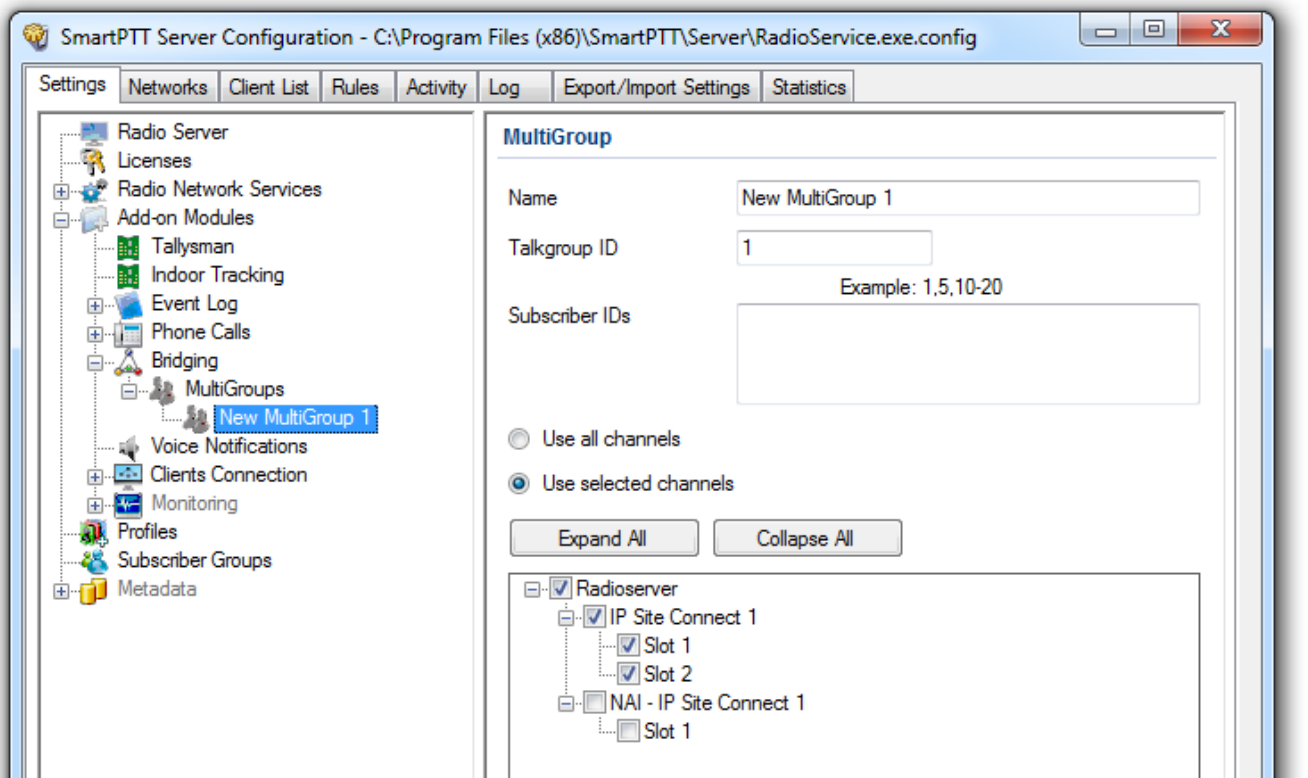 SmartPTT Server Configuration - C:\Program Files (x86)\SmartPTT\Server\RadioService.exe.config
Settings Networks Client List Rules Activity Log Export/Import Settings Statistics
Radio Server
Licenses
Radio Network Services
Add-on Modules
Tallysman
Indoor Tracking
Event Log
Phone Calls
Bridging
MultiGroups
New MultiGroup 1
Voice Notifications
Clients Connection
Monitoring
Profiles
Subscriber Groups
Metadata
MultiGroup
Name New MultiGroup 1
Talkgroup ID 1
Example: 1,5,10-20
Subscriber IDs
Use all channels
Use selected channels
Expand All Collapse All
Radioserver
IP Site Connect 1
Slot 1
Slot 2
NAI - IP Site Connect 1
Slot 1